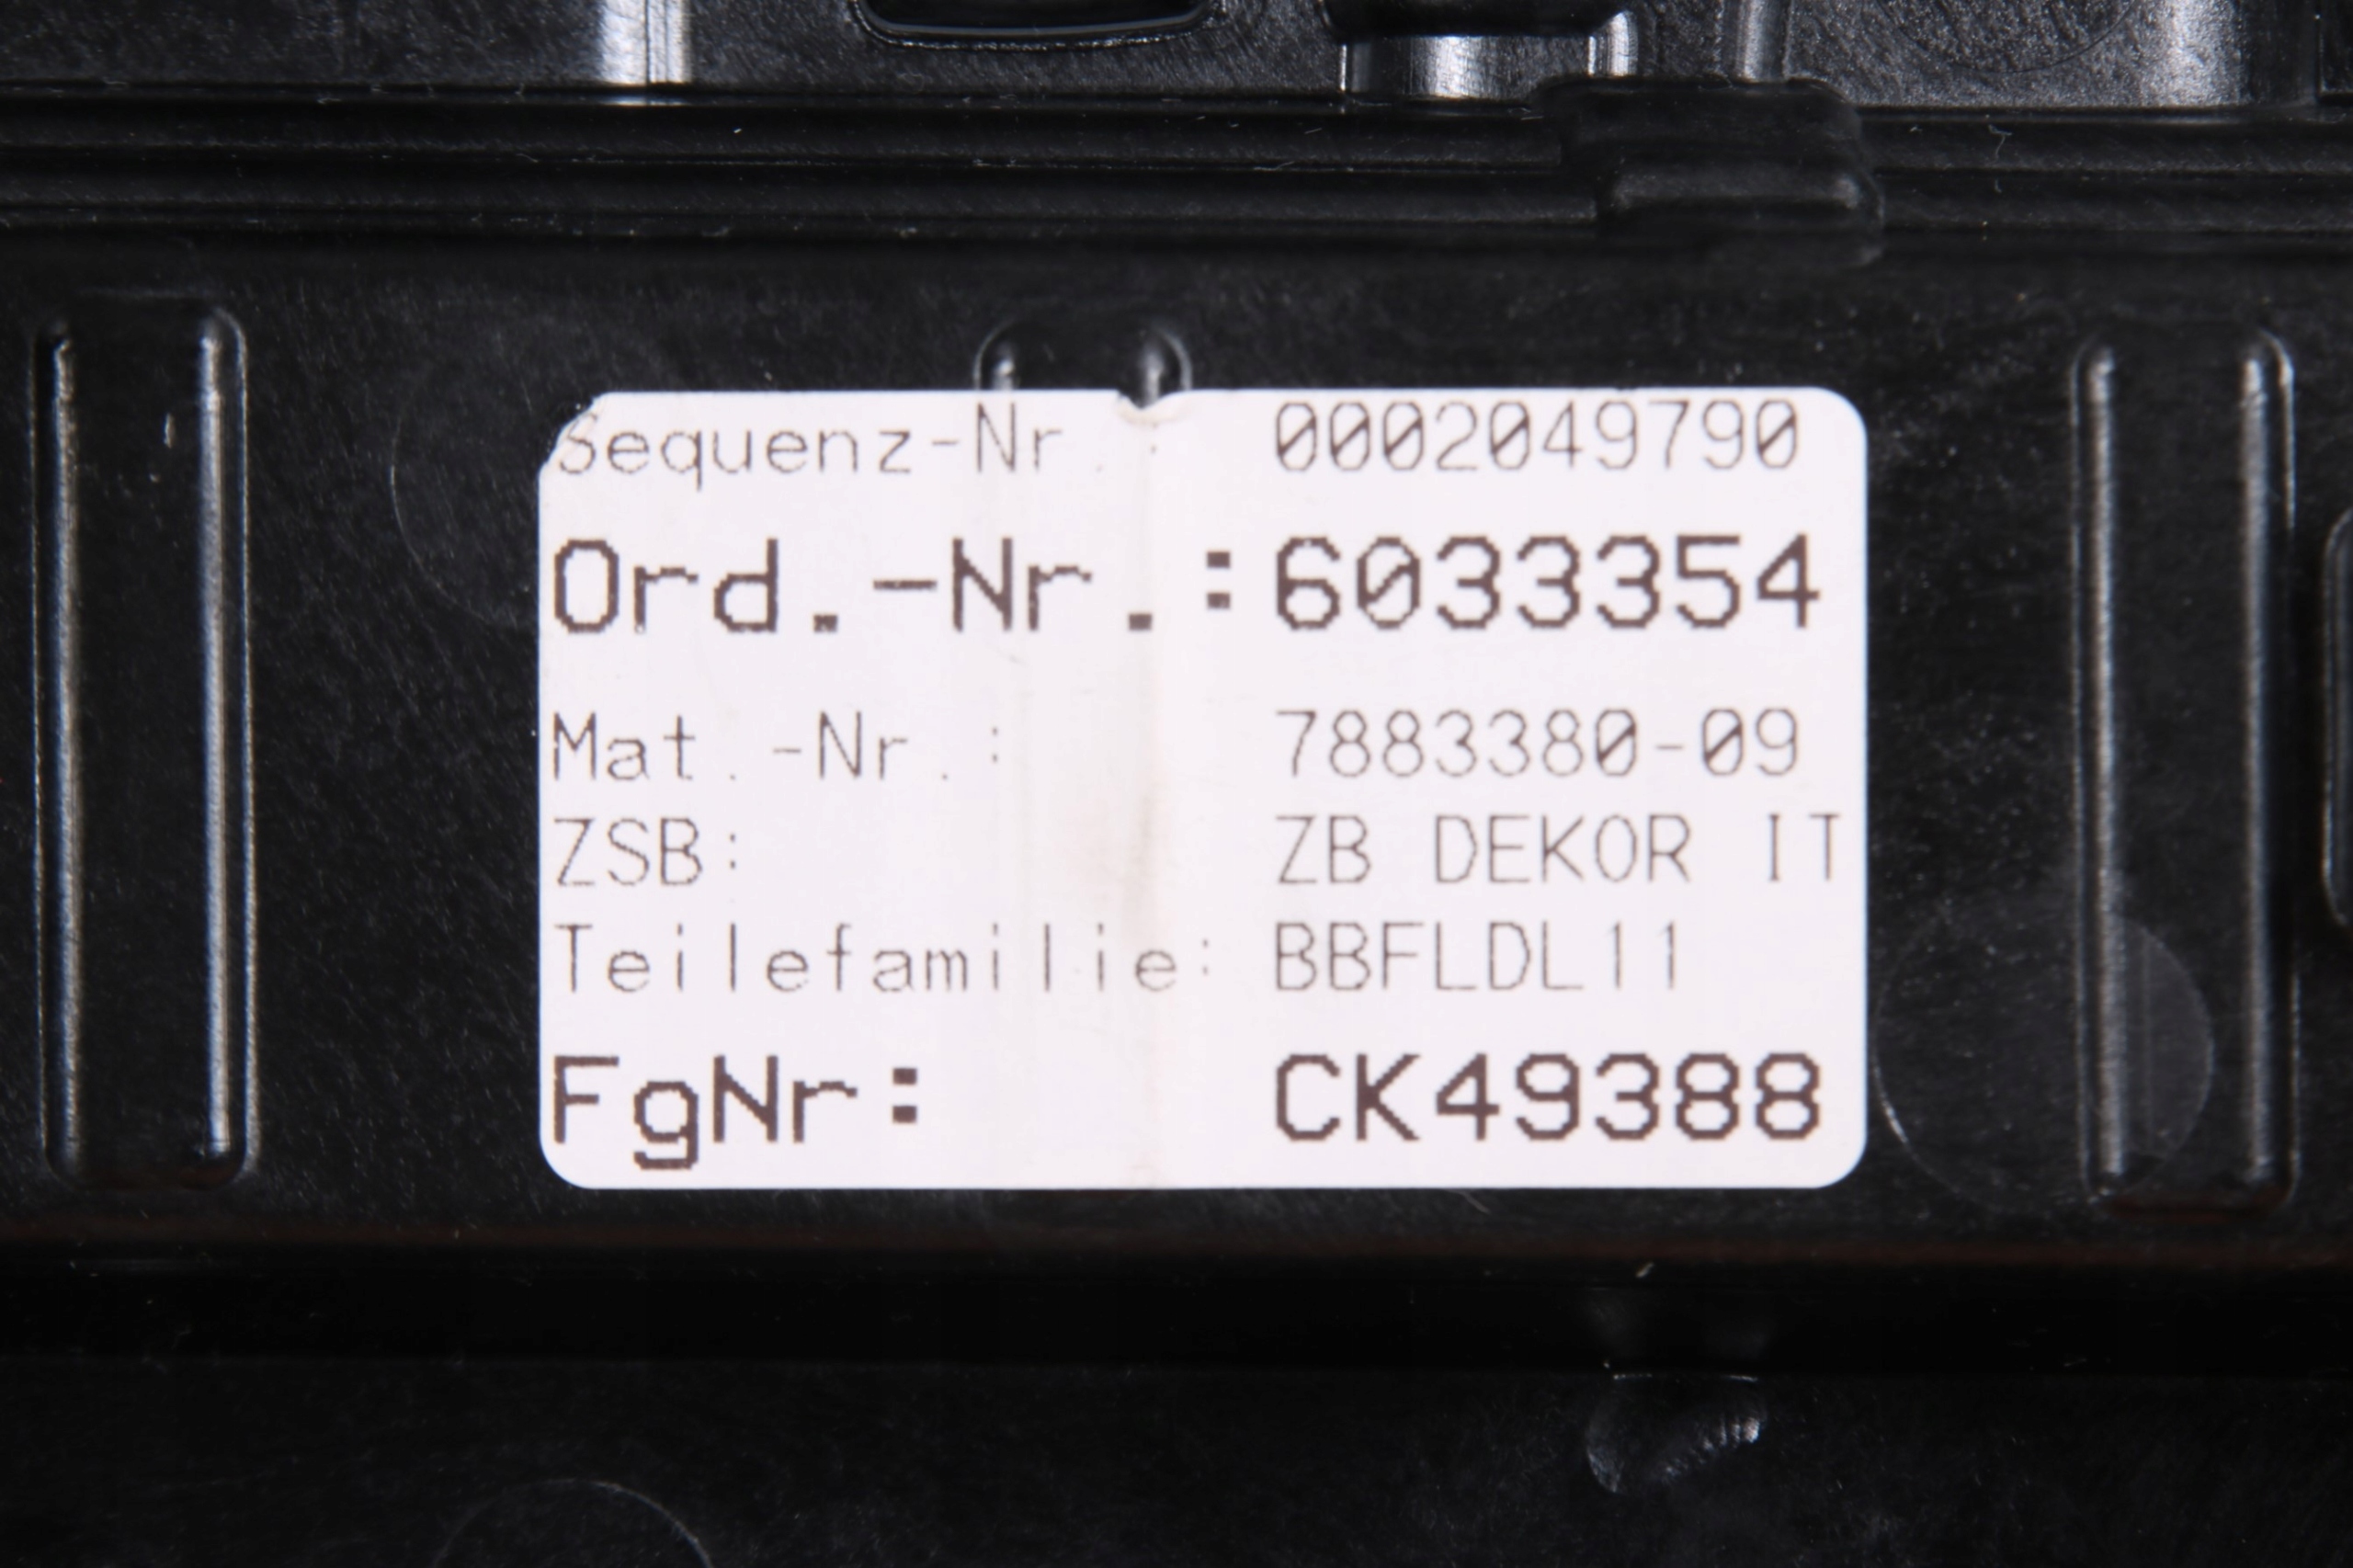 Sequenz-Nr. 0002049790
Ord.-Nr.:6033354
Mat.-Nr.: 7883380-09
ZSB: ZB DEKOR IT
Teilefamilie: BBFLDL11
FgNr: CK49388